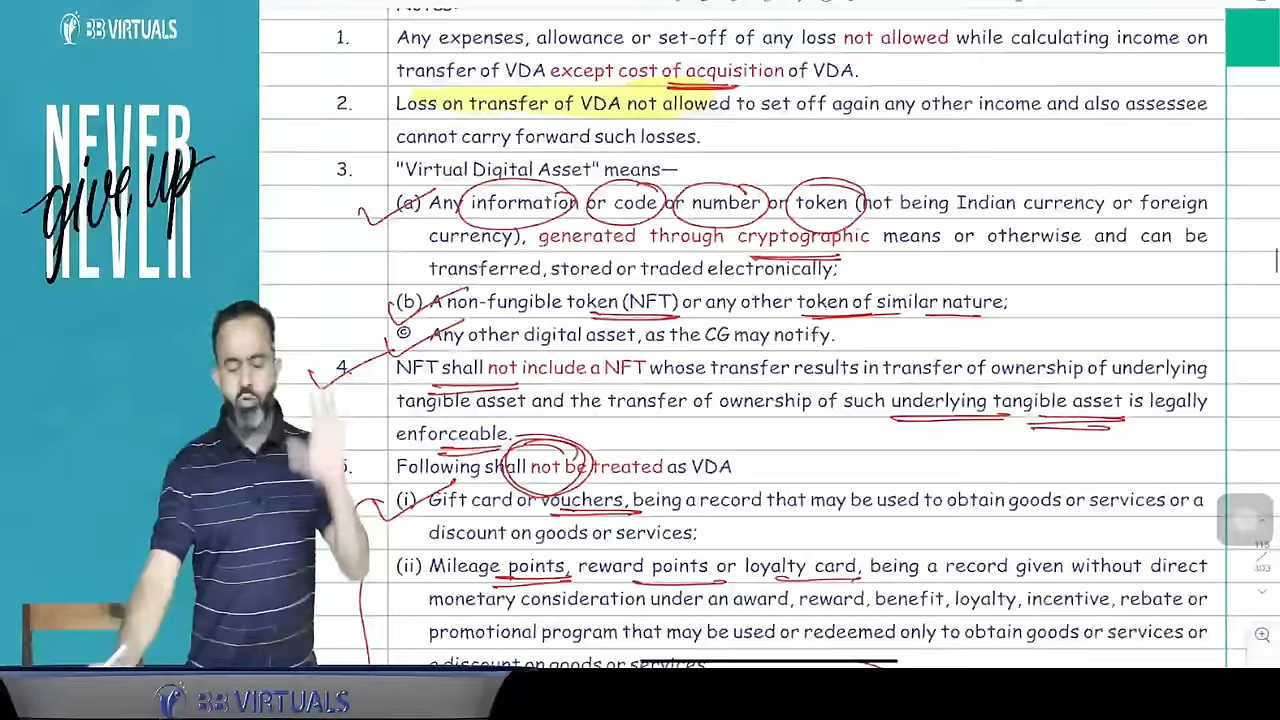 BB VIRTUALS
NEVER
give up
NEVER
1. Any expenses, allowance or set-off of any loss not allowed while calculating income on
transfer of VDA except cost of acquisition of VDA.
2. Loss on transfer of VDA not allowed to set off again any other income and also assessee
cannot carry forward such losses.
3. "Virtual Digital Asset" means—
(a) Any information or code or number or token (not being Indian currency or foreign
currency), generated through cryptographic means or otherwise and can be
transferred, stored or traded electronically;
(b) A non-fungible token (NFT) or any other token of similar nature;
© Any other digital asset, as the CG may notify.
4. NFT shall not include a NFT whose transfer results in transfer of ownership of underlying
tangible asset and the transfer of ownership of such underlying tangible asset is legally
enforceable.
5. Following shall not be treated as VDA
(i) Gift card or vouchers, being a record that may be used to obtain goods or services or a
discount on goods or services;
(ii) Mileage points, reward points or loyalty card, being a record given without direct
monetary consideration under an award, reward, benefit, loyalty, incentive, rebate or
promotional program that may be used or redeemed only to obtain goods or services or
a discount on goods or services
115
303
BB VIRTUALS